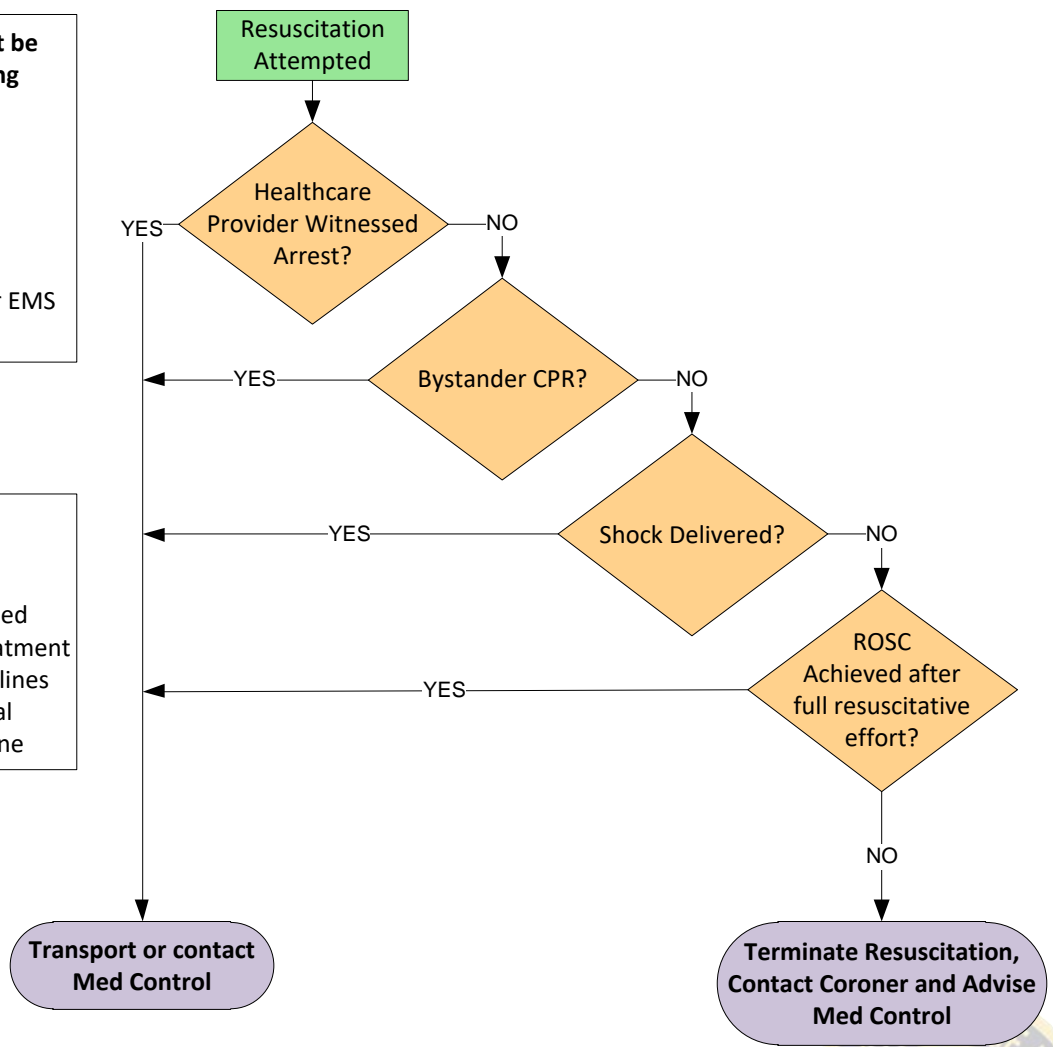 t be
ng
r EMS
ed
atment
lines
al
ne
Resuscitation
Attempted
Healthcare
Provider Witnessed
Arrest?
YES
NO
Bystander CPR?
YES
NO
Shock Delivered?
YES
NO
ROSC
Achieved after
full resuscitative
effort?
YES
NO
Transport or contact
Med Control
Terminate Resuscitation,
Contact Coroner and Advise
Med Control